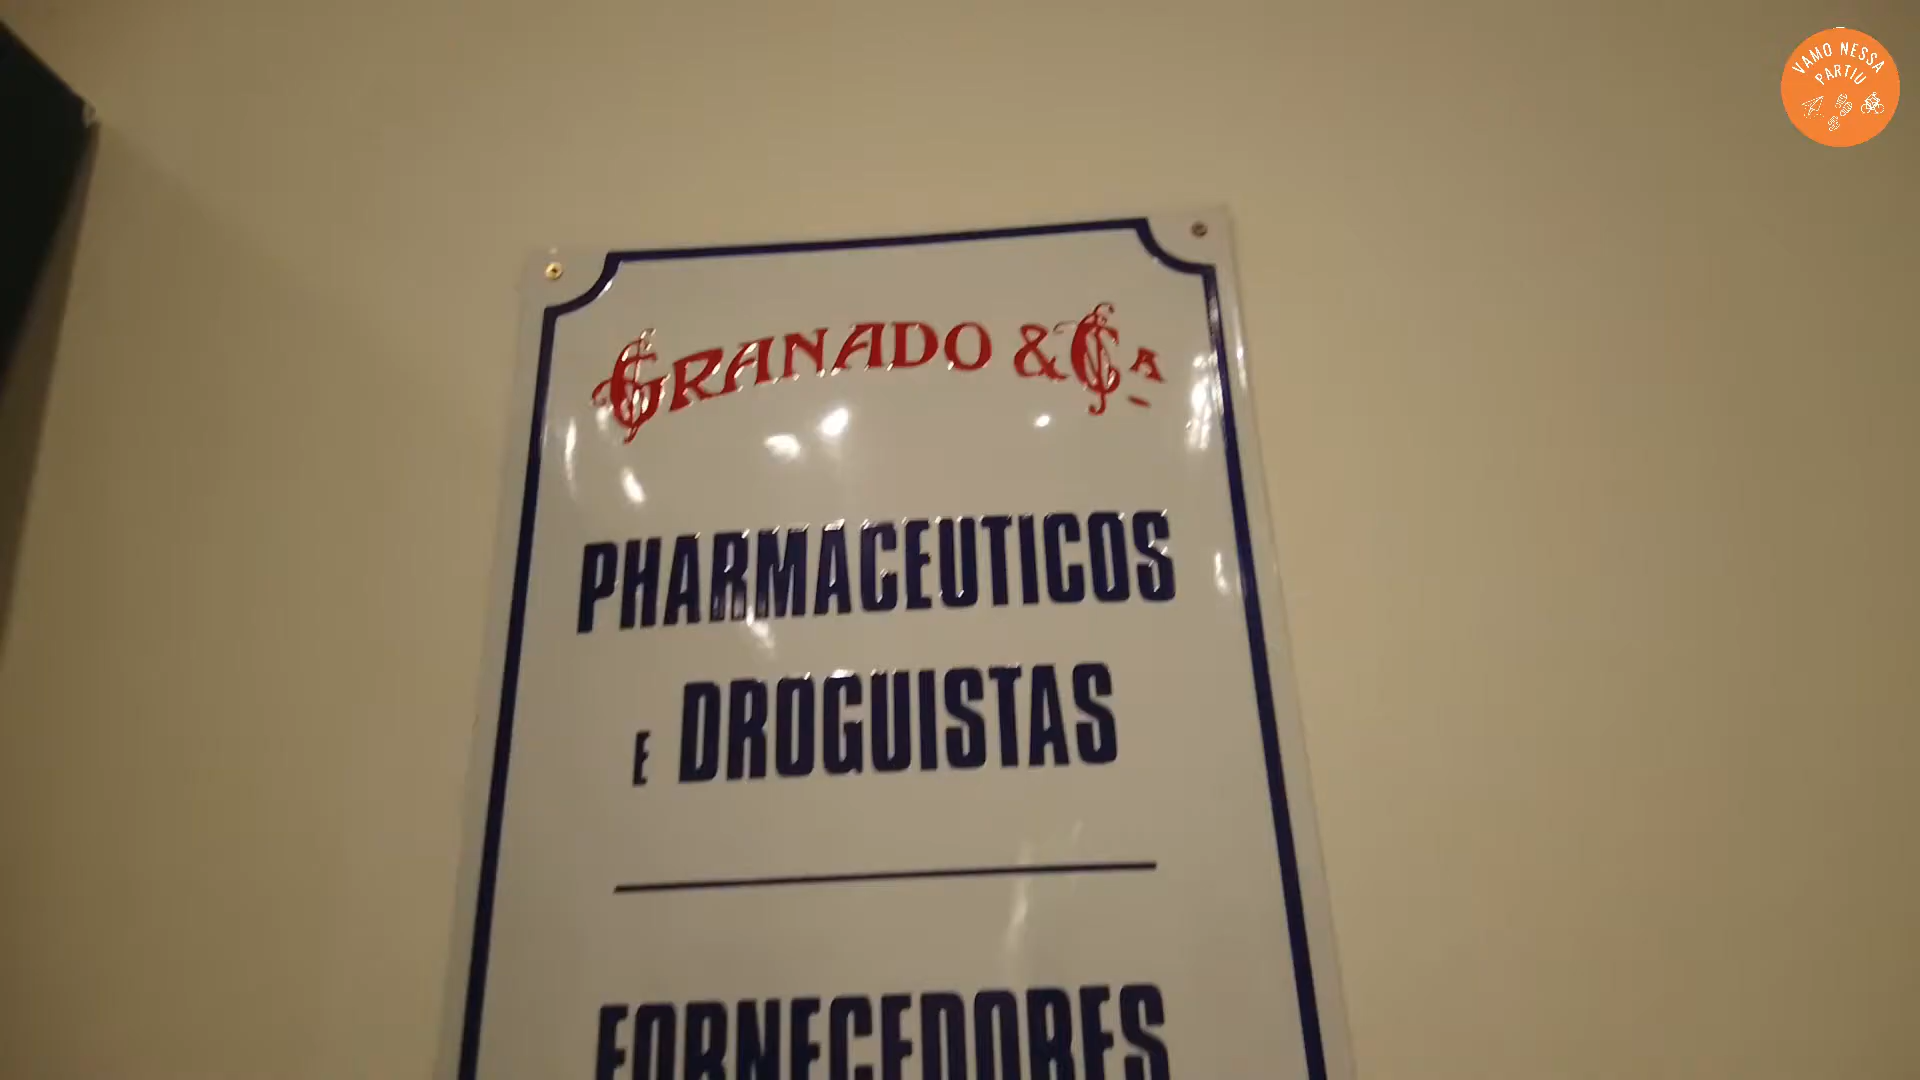 VAMO NESSA
PARTIU
GRANADO & CA
PHARMACEUTICOS
E DROGUISTAS
FORNECEDORES